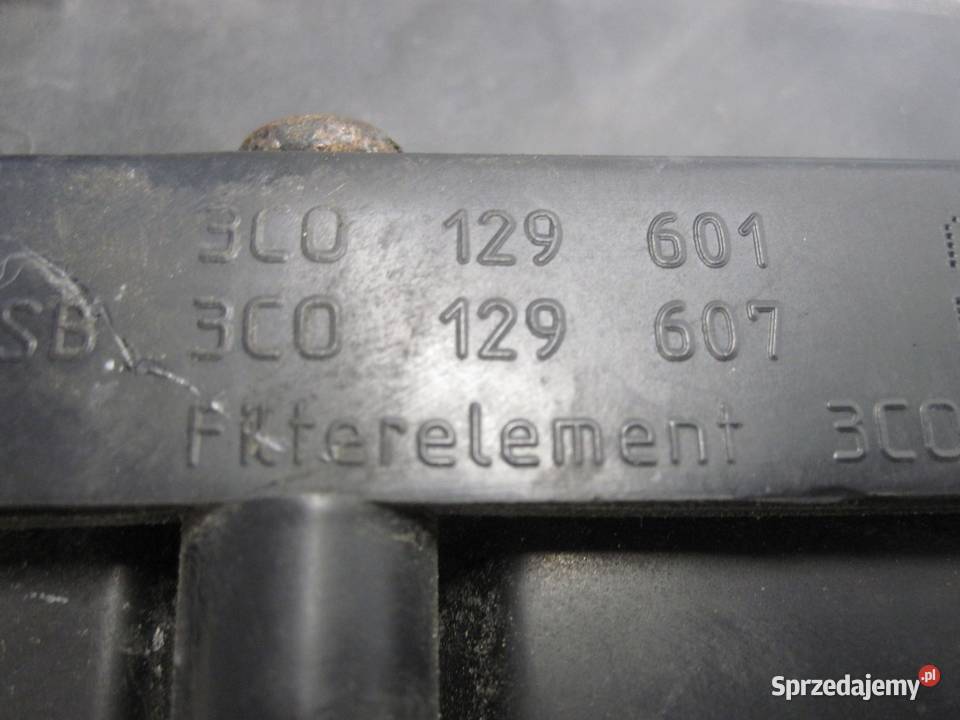 3C0 129 601
SB 3C0 129 607
Filterelement 3C0
Sprzedajemy.pl